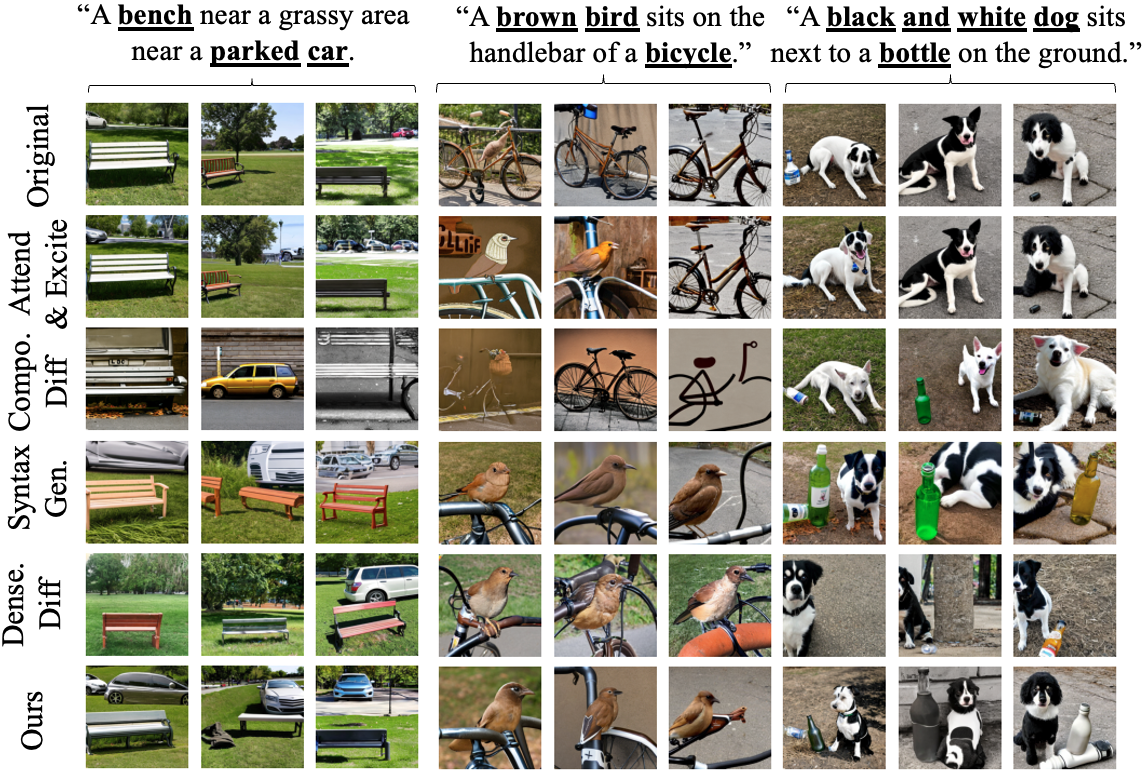 “A bench near a grassy area
near a parked car.
“A brown bird sits on the
handlebar of a bicycle.”
“A black and white dog sits
next to a bottle on the ground.”
Original
Attend
& Excite
Compo.
Diff
Syntax
Gen.
Dense.
Diff
Ours